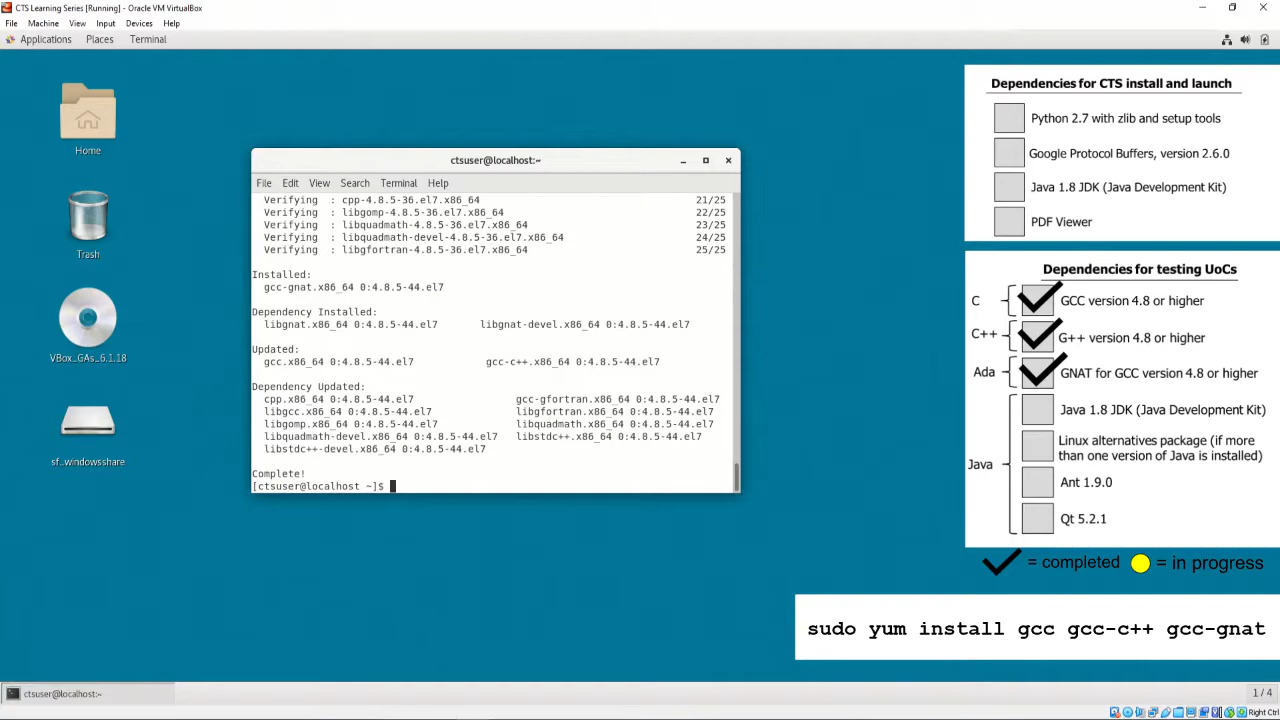 CTS Learning Series [Running] - Oracle VM VirtualBox
File Machine View Input Devices Help
Applications Places Terminal
Home
Trash
VBox_GAs_6.1.18
sf_windowsshare
ctsuser@localhost:~
File Edit View Search Terminal Help
Verifying : cpp-4.8.5-36.el7.x86_64 21/25
Verifying : libgomp-4.8.5-36.el7.x86_64 22/25
Verifying : libquadmath-4.8.5-36.el7.x86_64 23/25
Verifying : libquadmath-devel-4.8.5-36.el7.x86_64 24/25
Verifying : libgfortran-4.8.5-36.el7.x86_64 25/25
Installed:
gcc-gnat.x86_64 0:4.8.5-44.el7
Dependency Installed:
libgnat.x86_64 0:4.8.5-44.el7 libgnat-devel.x86_64 0:4.8.5-44.el7
Updated:
gcc.x86_64 0:4.8.5-44.el7 gcc-c++.x86_64 0:4.8.5-44.el7
Dependency Updated:
cpp.x86_64 0:4.8.5-44.el7 gcc-gfortran.x86_64 0:4.8.5-44.el7
libgcc.x86_64 0:4.8.5-44.el7 libgfortran.x86_64 0:4.8.5-44.el7
libgomp.x86_64 0:4.8.5-44.el7 libquadmath.x86_64 0:4.8.5-44.el7
libquadmath-devel.x86_64 0:4.8.5-44.el7 libstdc++.x86_64 0:4.8.5-44.el7
libstdc++-devel.x86_64 0:4.8.5-44.el7
Complete!
[ctsuser@localhost ~]$
Dependencies for CTS install and launch
Python 2.7 with zlib and setup tools
Google Protocol Buffers, version 2.6.0
Java 1.8 JDK (Java Development Kit)
PDF Viewer
Dependencies for testing UoCs
C GCC version 4.8 or higher
C++ G++ version 4.8 or higher
Ada GNAT for GCC version 4.8 or higher
Java 1.8 JDK (Java Development Kit)
Linux alternatives package (if more
than one version of Java is installed)
Java
Ant 1.9.0
Qt 5.2.1
= completed = in progress
sudo yum install gcc gcc-c++ gcc-gnat
ctsuser@localhost:~ 1 / 4
Right Ctrl